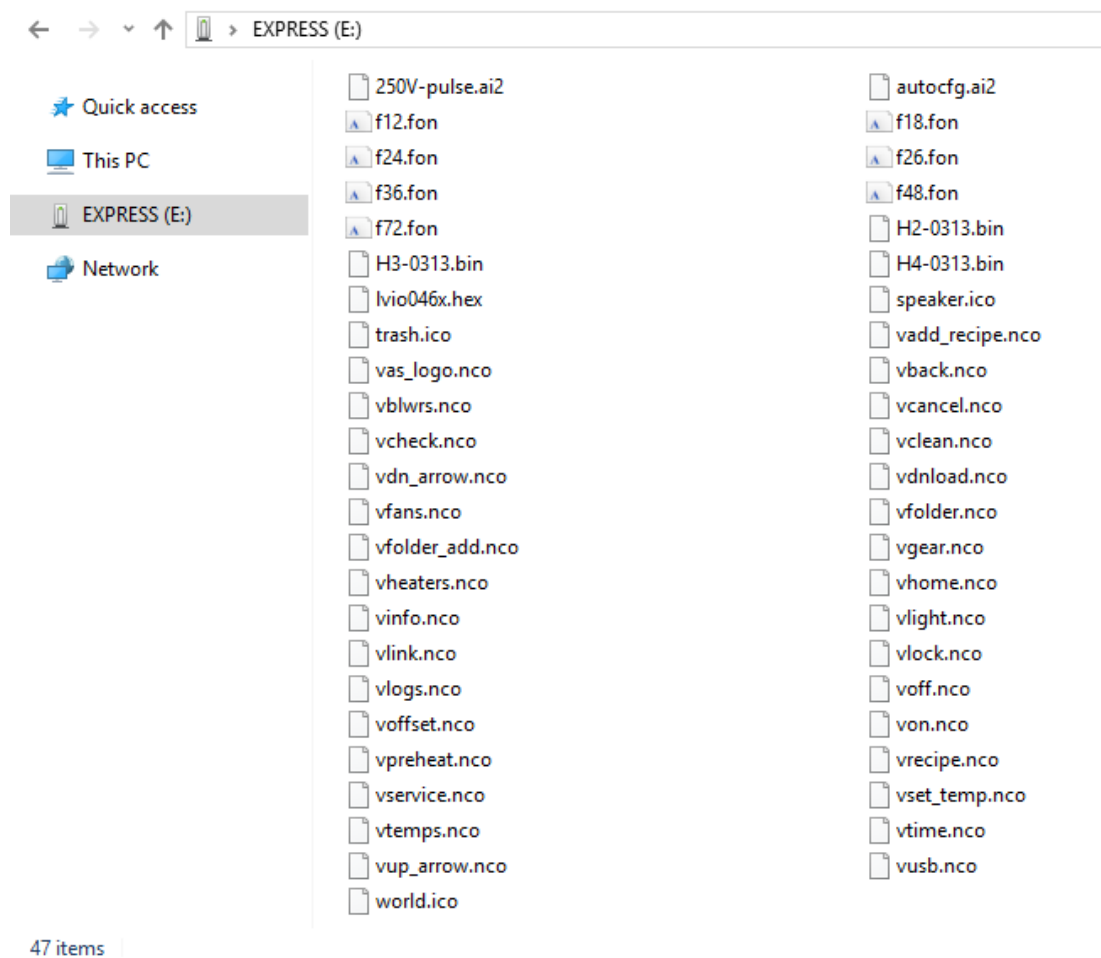 EXPRESS (E:)
Quick access
This PC
EXPRESS (E:)
Network
250V-pulse.ai2 autocfg.ai2
f12.fon f18.fon
f24.fon f26.fon
f36.fon f48.fon
f72.fon H2-0313.bin
H3-0313.bin H4-0313.bin
lvio046x.hex speaker.ico
trash.ico vadd_recipe.nco
vas_logo.nco vback.nco
vblwrs.nco vcancel.nco
vcheck.nco vclean.nco
vdn_arrow.nco vdnload.nco
vfans.nco vfolder.nco
vfolder_add.nco vgear.nco
vheaters.nco vhome.nco
vinfo.nco vlight.nco
vlink.nco vlock.nco
vlogs.nco voff.nco
voffset.nco von.nco
vpreheat.nco vrecipe.nco
vservice.nco vset_temp.nco
vtemps.nco vtime.nco
vup_arrow.nco vusb.nco
world.ico
47 items